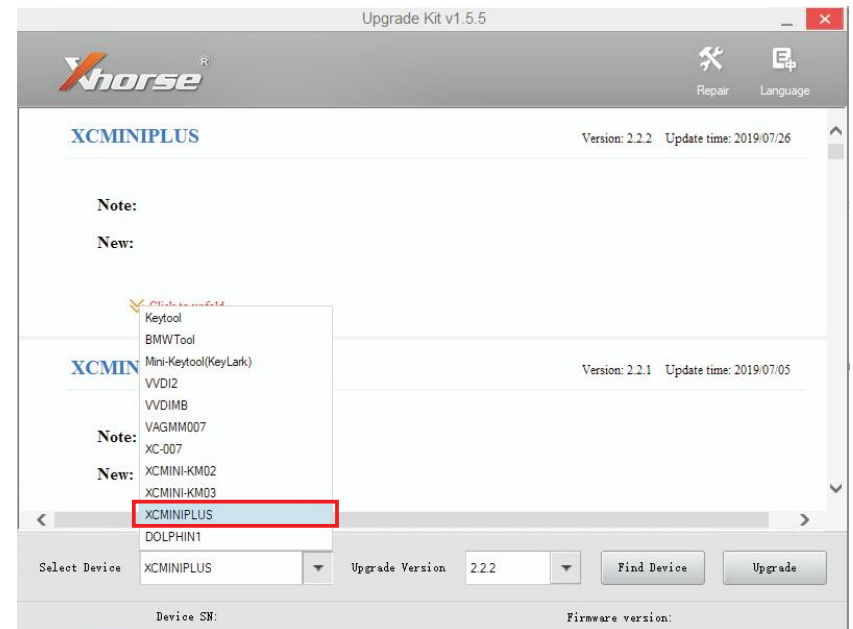 Upgrade Kit v1.5.5
Xhorse®
Repair
Language
XCMINIPLUS
Version: 2.2.2 Update time: 2019/07/26
Note:
New:
Click to unfold
Keytool
BMWTool
Mini-Keytool(KeyLark)
VVDI2
VVDIMB
VAGMM007
XC-007
XCMINI-KM02
XCMINI-KM03
XCMINIPLUS
DOLPHIN1
XCMIN
Version: 2.2.1 Update time: 2019/07/05
Note:
New:
Select Device
XCMINIPLUS
Upgrade Version
2.2.2
Find Device
Upgrade
Device SN:
Firmware version: